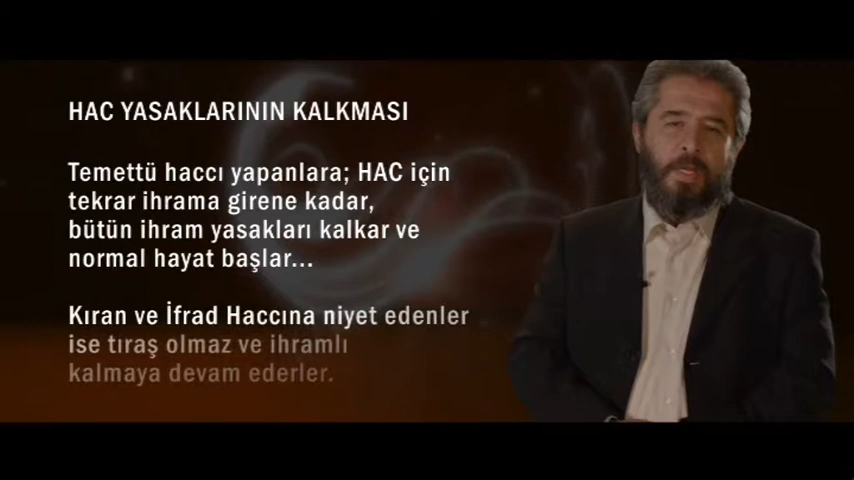 HAC YASAKLARININ KALKMASI
Temettü haccı yapanlara; HAC için
tekrar ihrama girene kadar,
bütün ihram yasakları kalkar ve
normal hayat başlar...
Kıran ve İfrad Haccına niyet edenler
ise tıraş olmaz ve ihramlı
kalmaya devam ederler.